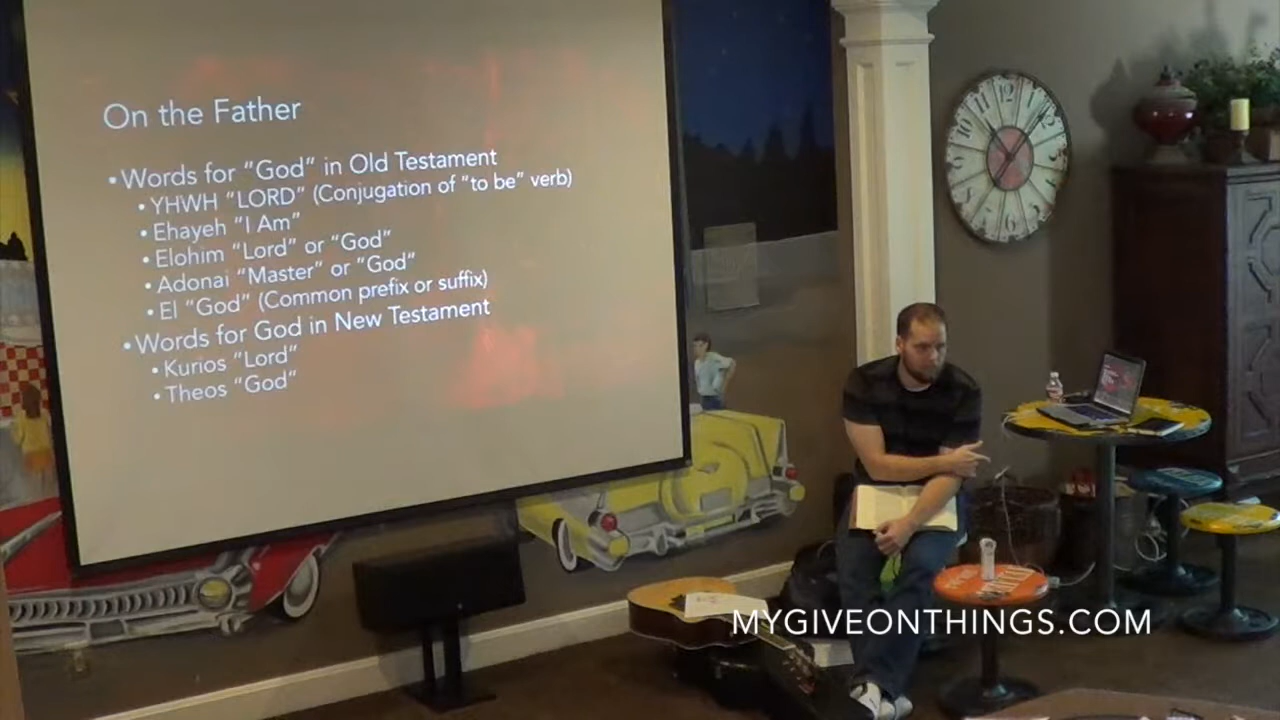 On the Father
• Words for "God" in Old Testament
• YHWH "LORD" (Conjugation of "to be" verb)
• Ehayeh "I Am"
• Elohim "Lord" or "God"
• Adonai "Master" or "God"
• El "God" (Common prefix or suffix)
• Words for God in New Testament
• Kurios "Lord"
• Theos "God"
MYGIVEONTHINGS.COM